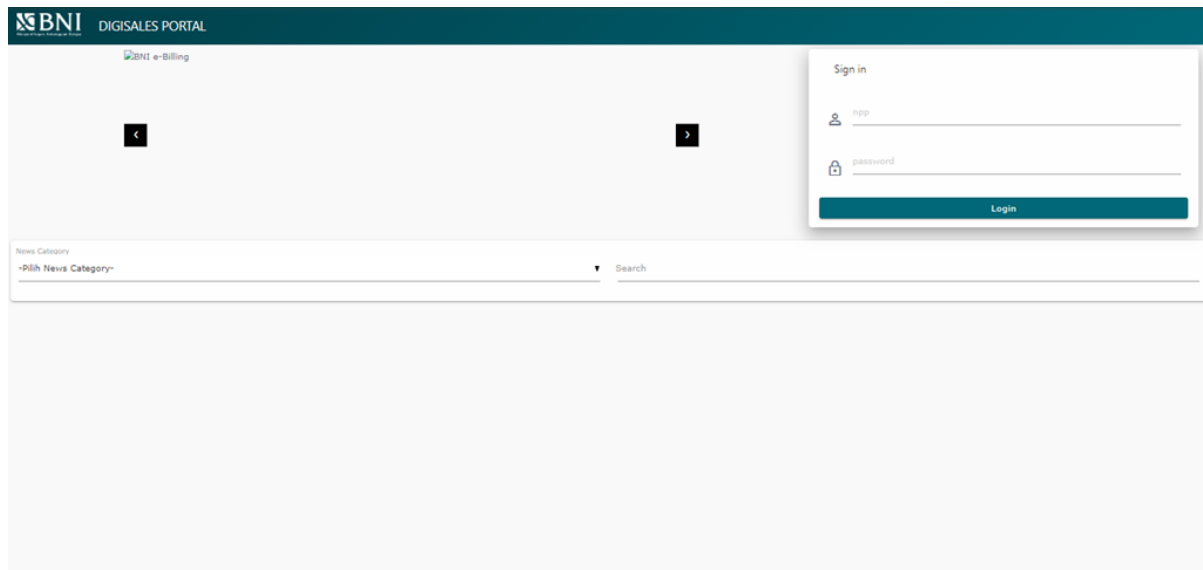 BNI DIGISALES PORTAL
BNI e-Billing
Sign in
npp
password
Login
News Category
-Pilih News Category-
Search